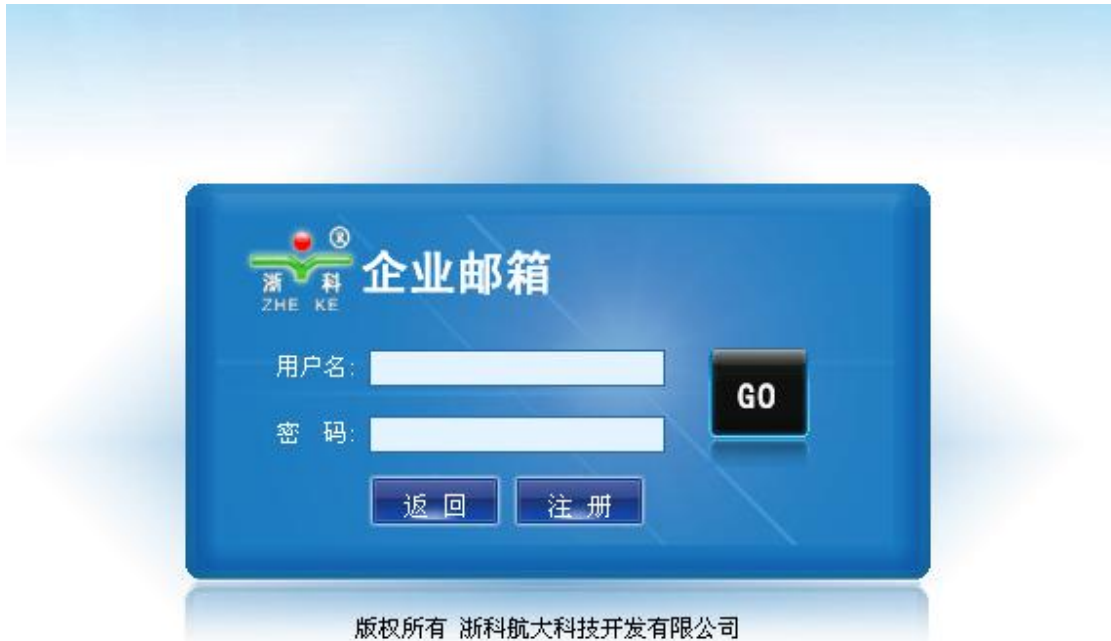 ®
浙 科
ZHE KE
企业邮箱
用户名:
GO
密 码:
返 回 注 册
版权所有 浙科航大科技开发有限公司